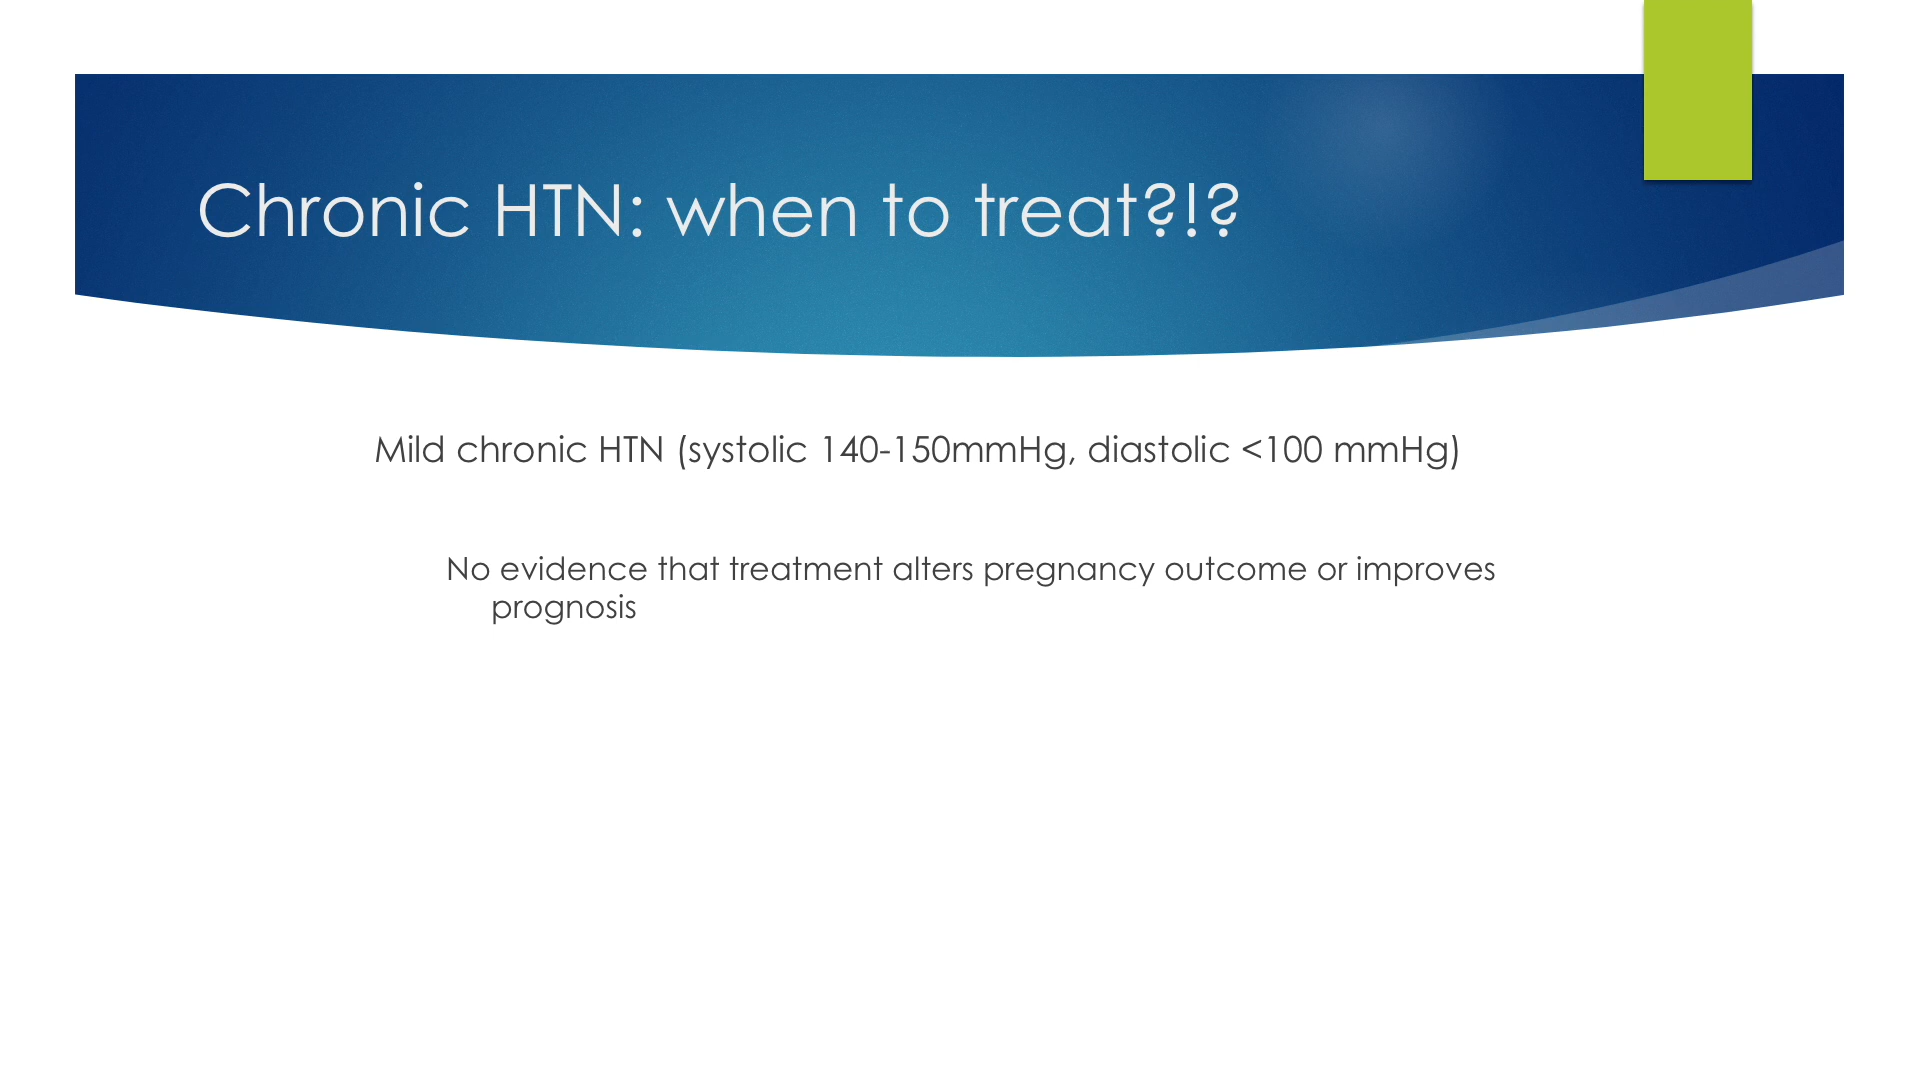 Chronic HTN: when to treat?!?
Mild chronic HTN (systolic 140-150mmHg, diastolic <100 mmHg)
No evidence that treatment alters pregnancy outcome or improves
prognosis